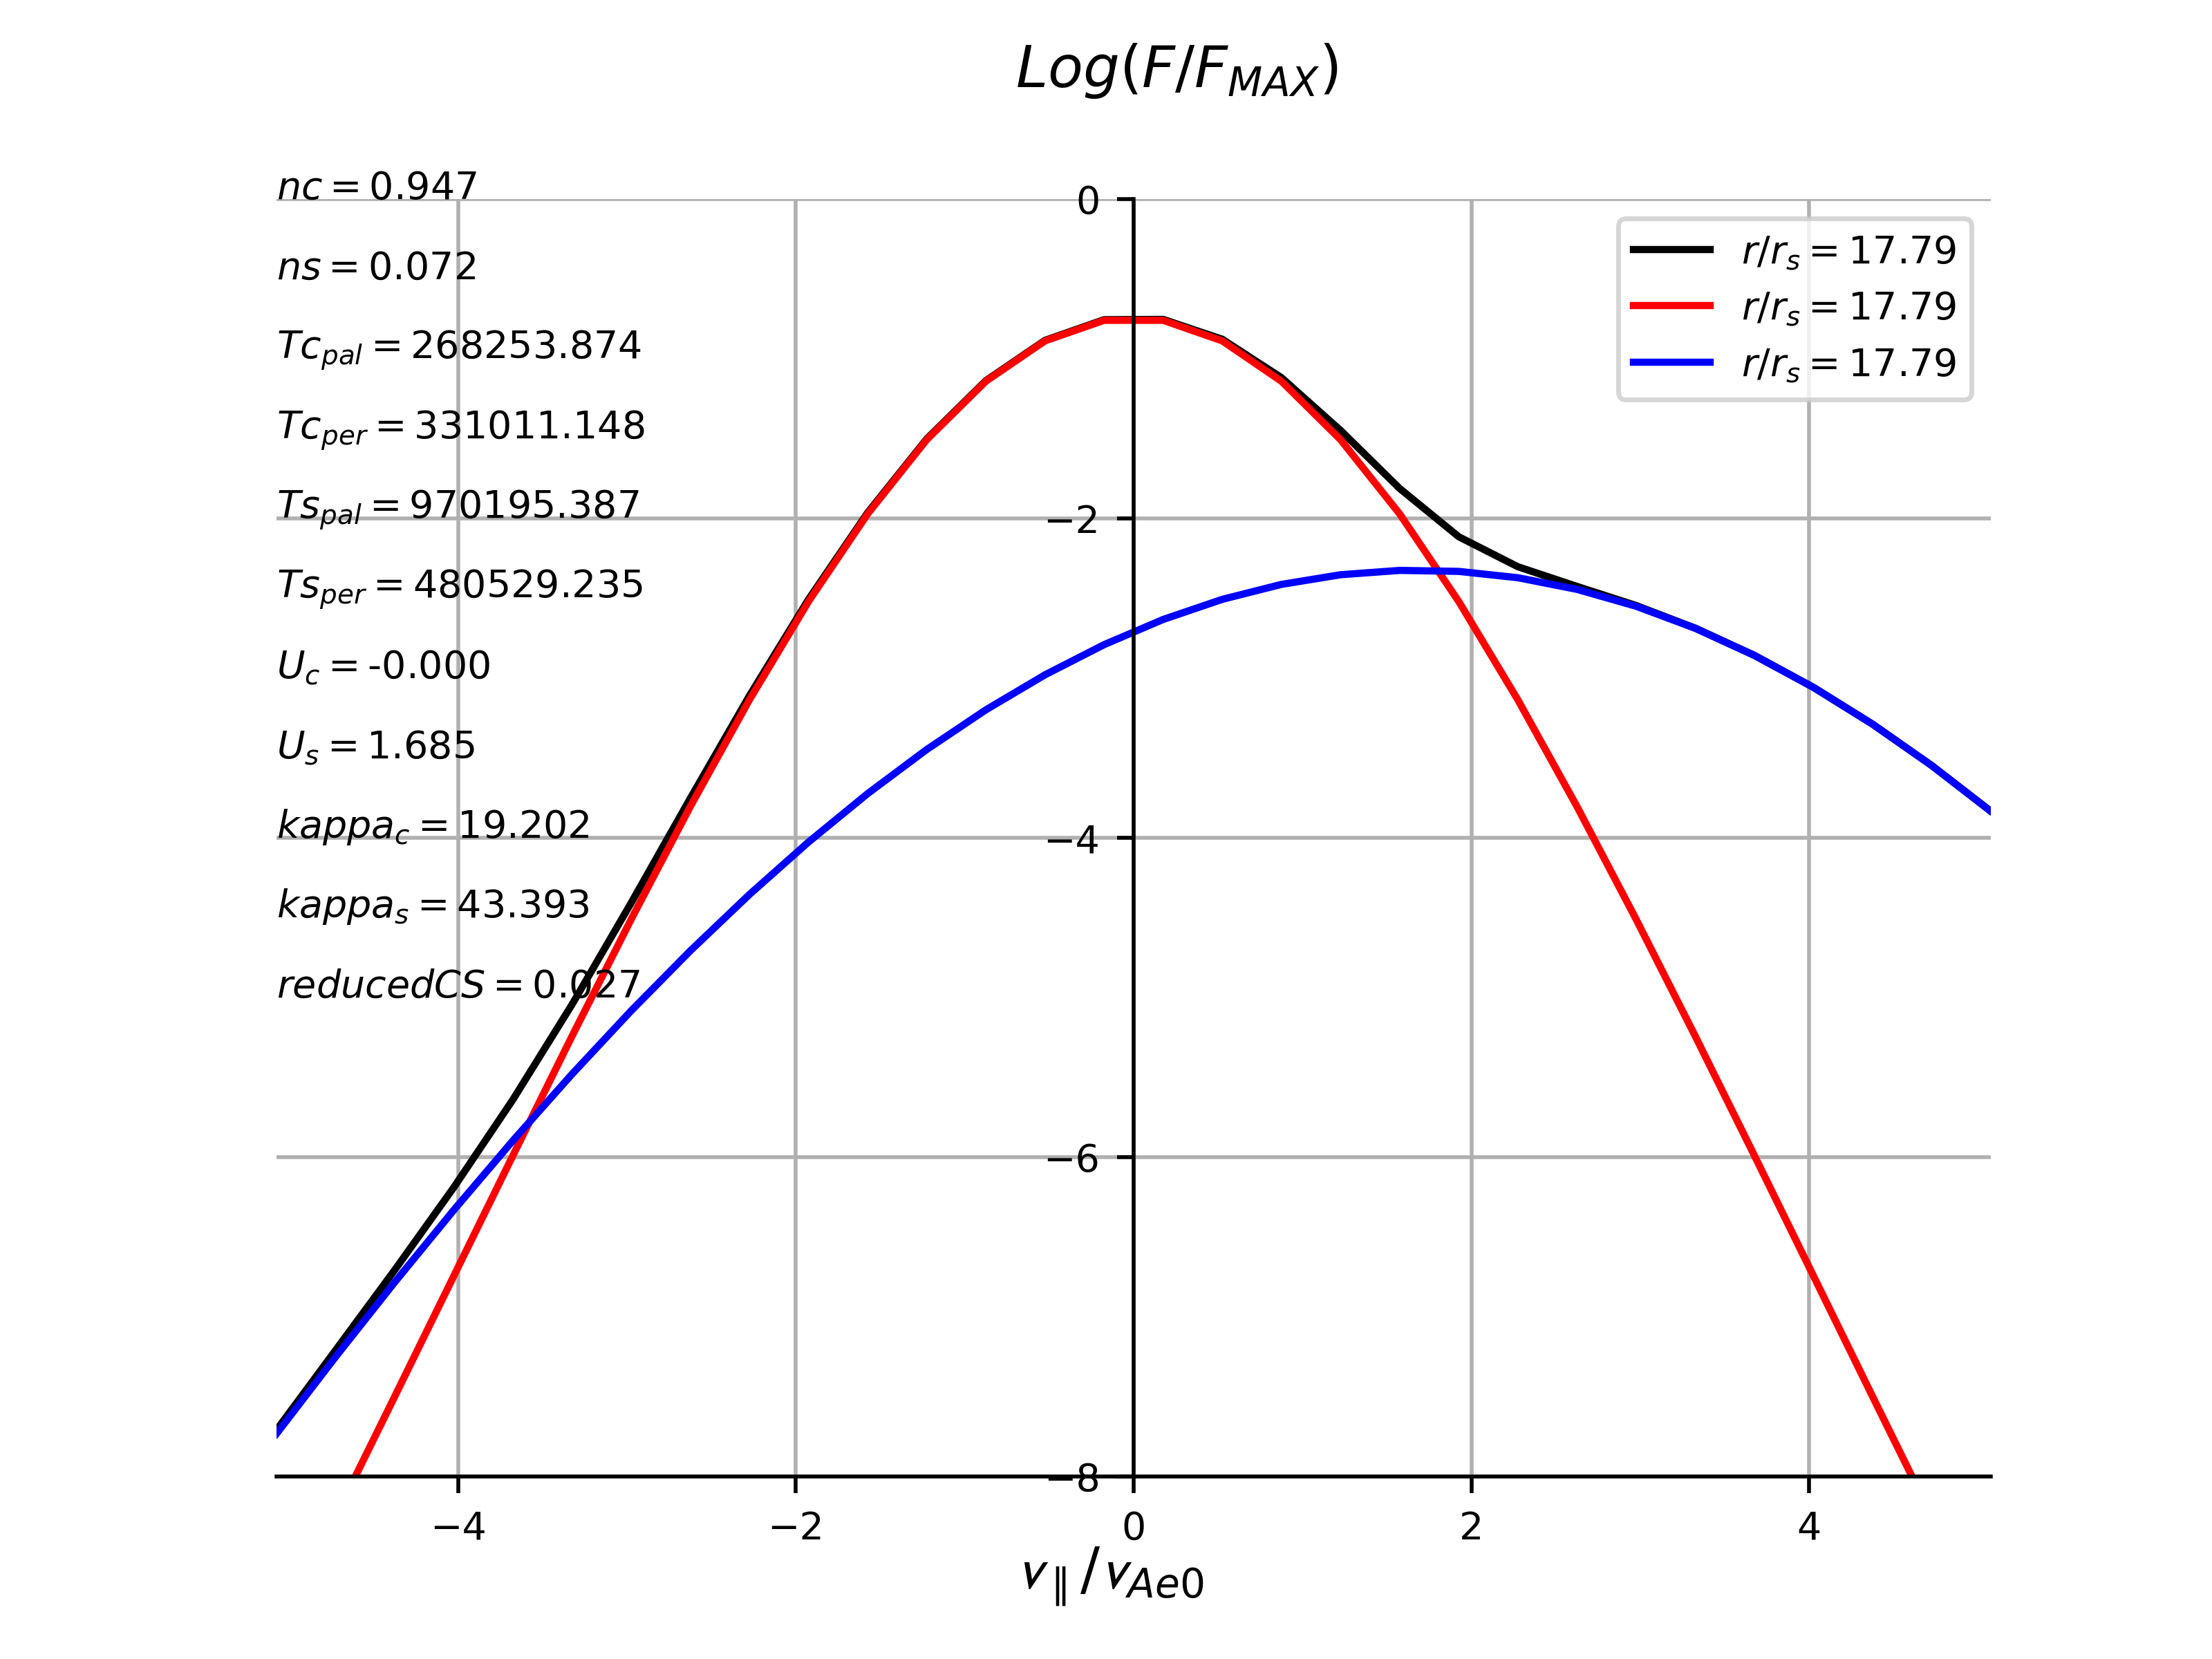 Log(F/F_MAX)
nc = 0.947
ns = 0.072
Tc_pal = 268253.874
Tc_per = 331011.148
Ts_pal = 970195.387
Ts_per = 480529.235
U_c = -0.000
U_s = 1.685
kappa_c = 19.202
kappa_s = 43.393
reducedCS = 0.027
0
−2
−4
−6
−8
r/r_s = 17.79
r/r_s = 17.79
r/r_s = 17.79
−4 −2 0 2 4
v_∥/v_Ae0